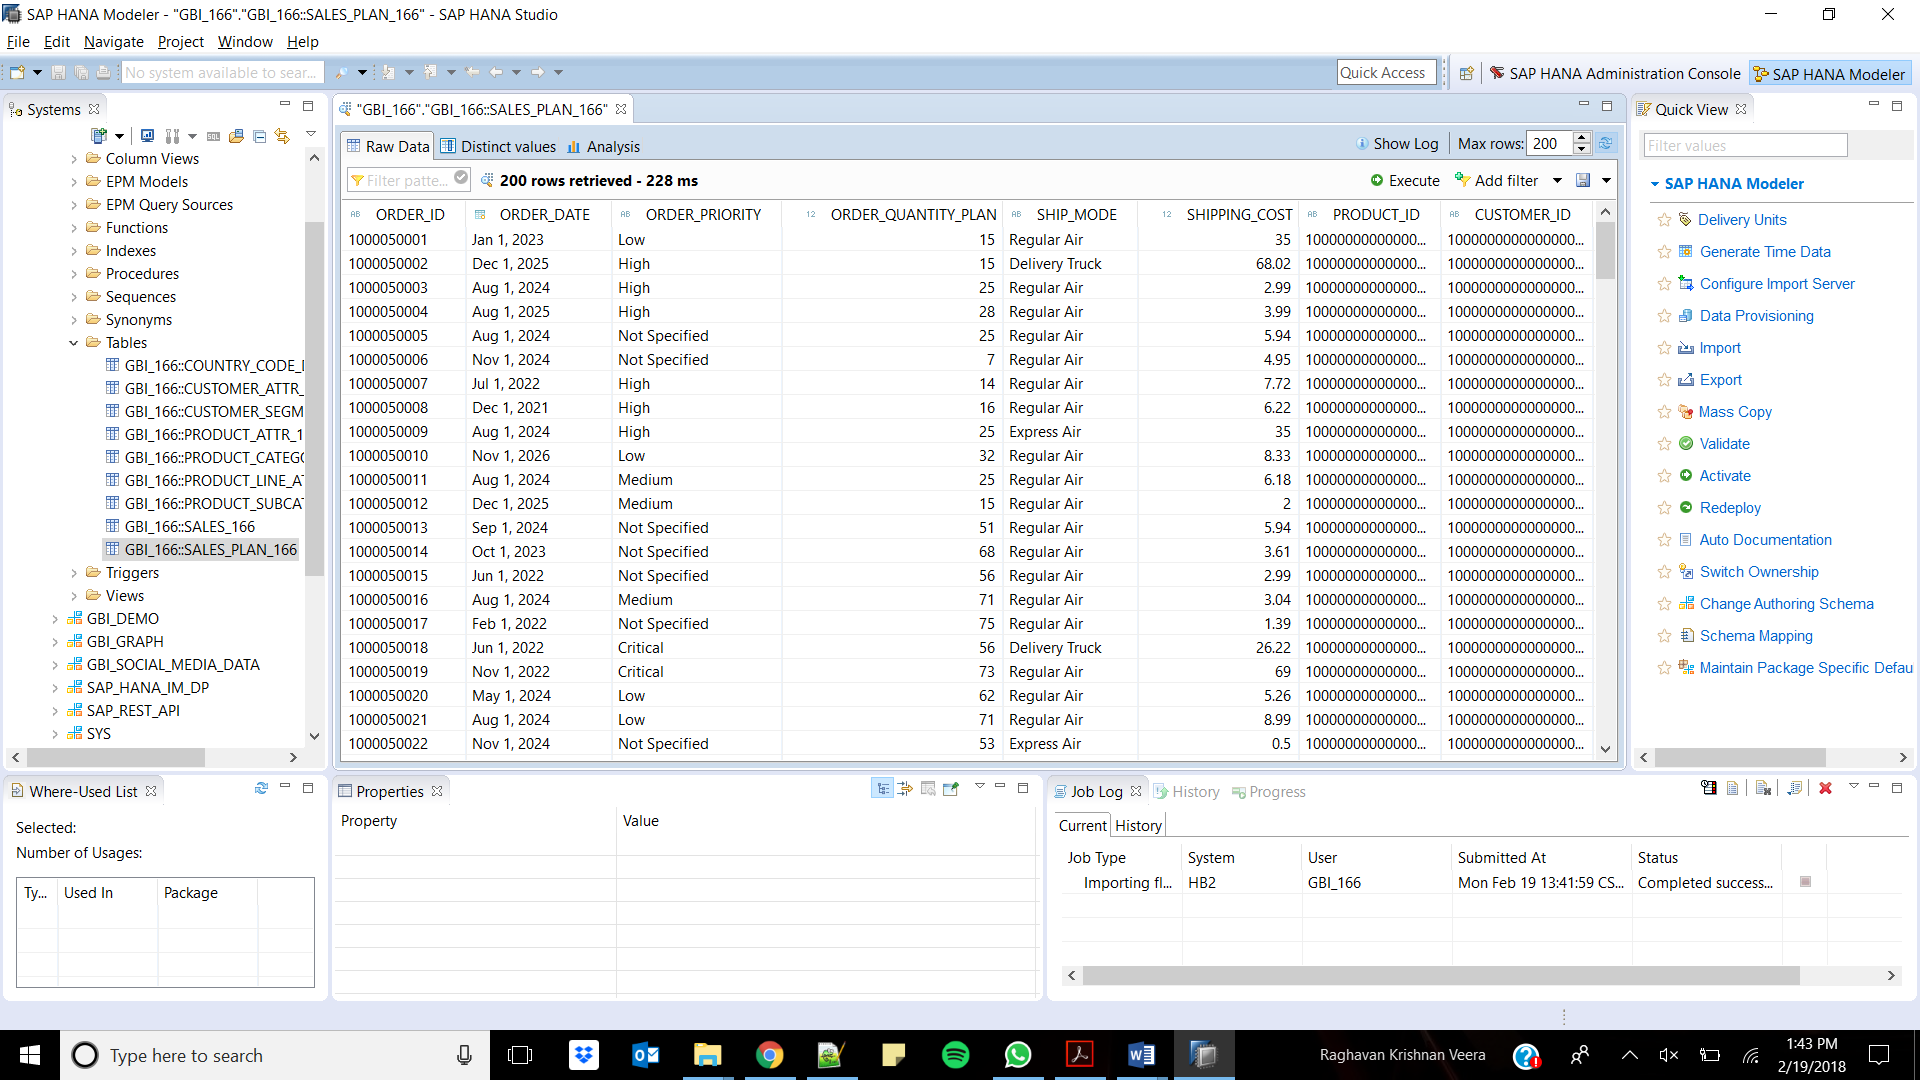 SAP HANA Modeler - "GBI_166"."GBI_166::SALES_PLAN_166" - SAP HANA Studio
File Edit Navigate Project Window Help
No system available to sear... Quick Access SAP HANA Administration Console SAP HANA Modeler
Systems
Column Views
EPM Models
EPM Query Sources
Functions
Indexes
Procedures
Sequences
Synonyms
Tables
GBI_166::COUNTRY_CODE_
GBI_166::CUSTOMER_ATTR_
GBI_166::CUSTOMER_SEGM
GBI_166::PRODUCT_ATTR_1
GBI_166::PRODUCT_CATEGO
GBI_166::PRODUCT_LINE_AT
GBI_166::PRODUCT_SUBCAT
GBI_166::SALES_166
GBI_166::SALES_PLAN_166
Triggers
Views
GBI_DEMO
GBI_GRAPH
GBI_SOCIAL_MEDIA_DATA
SAP_HANA_IM_DP
SAP_REST_API
SYS
"GBI_166"."GBI_166::SALES_PLAN_166"
Raw Data Distinct values Analysis Show Log Max rows: 200
Filter patte... 200 rows retrieved - 228 ms Execute Add filter
AB ORDER_ID ORDER_DATE AB ORDER_PRIORITY 12 ORDER_QUANTITY_PLAN AB SHIP_MODE 12 SHIPPING_COST AB PRODUCT_ID AB CUSTOMER_ID
1000050001 Jan 1, 2023 Low 15 Regular Air 35 10000000000000... 1000000000000000...
1000050002 Dec 1, 2025 High 15 Delivery Truck 68.02 10000000000000... 1000000000000000...
1000050003 Aug 1, 2024 High 25 Regular Air 2.99 10000000000000... 1000000000000000...
1000050004 Aug 1, 2025 High 28 Regular Air 3.99 10000000000000... 1000000000000000...
1000050005 Aug 1, 2024 Not Specified 25 Regular Air 5.94 10000000000000... 1000000000000000...
1000050006 Nov 1, 2024 Not Specified 7 Regular Air 4.95 10000000000000... 1000000000000000...
1000050007 Jul 1, 2022 High 14 Regular Air 7.72 10000000000000... 1000000000000000...
1000050008 Dec 1, 2021 High 16 Regular Air 6.22 10000000000000... 1000000000000000...
1000050009 Aug 1, 2024 High 25 Express Air 35 10000000000000... 1000000000000000...
1000050010 Nov 1, 2026 Low 32 Regular Air 8.33 10000000000000... 1000000000000000...
1000050011 Aug 1, 2024 Medium 25 Regular Air 6.18 10000000000000... 1000000000000000...
1000050012 Dec 1, 2025 Medium 15 Regular Air 2 10000000000000... 1000000000000000...
1000050013 Sep 1, 2024 Not Specified 51 Regular Air 5.94 10000000000000... 1000000000000000...
1000050014 Oct 1, 2023 Not Specified 68 Regular Air 3.61 10000000000000... 1000000000000000...
1000050015 Jun 1, 2022 Not Specified 56 Regular Air 2.99 10000000000000... 1000000000000000...
1000050016 Aug 1, 2024 Medium 71 Regular Air 3.04 10000000000000... 1000000000000000...
1000050017 Feb 1, 2022 Not Specified 75 Regular Air 1.39 10000000000000... 1000000000000000...
1000050018 Jun 1, 2022 Critical 56 Delivery Truck 26.22 10000000000000... 1000000000000000...
1000050019 Nov 1, 2022 Critical 73 Regular Air 69 10000000000000... 1000000000000000...
1000050020 May 1, 2024 Low 62 Regular Air 5.26 10000000000000... 1000000000000000...
1000050021 Aug 1, 2024 Low 71 Regular Air 8.99 10000000000000... 1000000000000000...
1000050022 Nov 1, 2024 Not Specified 53 Express Air 0.5 10000000000000... 1000000000000000...
Quick View
Filter values
SAP HANA Modeler
Delivery Units
Generate Time Data
Configure Import Server
Data Provisioning
Import
Export
Mass Copy
Validate
Activate
Redeploy
Auto Documentation
Switch Ownership
Change Authoring Schema
Schema Mapping
Maintain Package Specific Defau
Where-Used List
Selected:
Number of Usages:
Ty... Used In Package
Properties
Property Value
Job Log History Progress
Current History
Job Type System User Submitted At Status
Importing fl... HB2 GBI_166 Mon Feb 19 13:41:59 CS... Completed success...
Type here to search
Raghavan Krishnan Veera
1:43 PM
2/19/2018